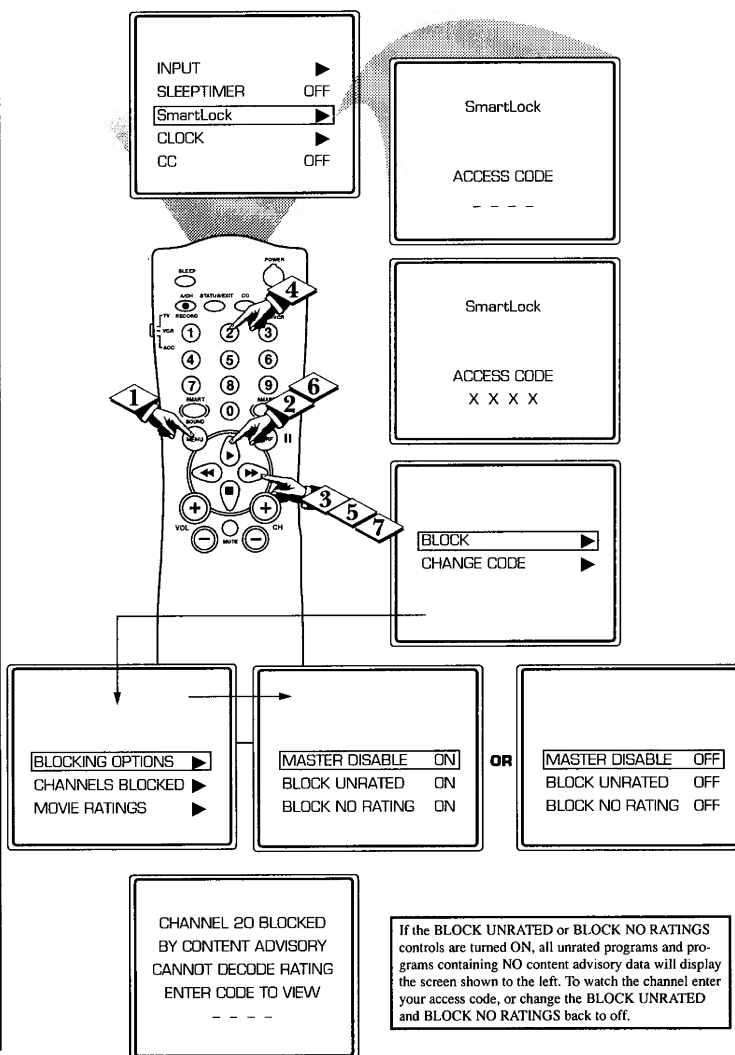 INPUT ▶
SLEEPTIMER OFF
SmartLock ▶
CLOCK ▶
CC OFF
SmartLock
ACCESS CODE
- - - -
SmartLock
ACCESS CODE
X X X X
SLEEP
POWER
A/CH STATUS/EXIT CC
TV
VCR
ACC
RECORD
VCR
1 2 3
4
4 5 6
7 8 9
SMART
0
SOUND
MENU
1
2 6
3 5 7
VOL
MUTE
CH
BLOCK ▶
CHANGE CODE ▶
BLOCKING OPTIONS ▶
CHANNELS BLOCKED ▶
MOVIE RATINGS ▶
MASTER DISABLE ON
BLOCK UNRATED ON
BLOCK NO RATING ON
OR
MASTER DISABLE OFF
BLOCK UNRATED OFF
BLOCK NO RATING OFF
CHANNEL 20 BLOCKED
BY CONTENT ADVISORY
CANNOT DECODE RATING
ENTER CODE TO VIEW
- - - -
If the BLOCK UNRATED or BLOCK NO RATINGS
controls are turned ON, all unrated programs and pro-
grams containing NO content advisory data will display
the screen shown to the left. To watch the channel enter
your access code, or change the BLOCK UNRATED
and BLOCK NO RATINGS back to off.